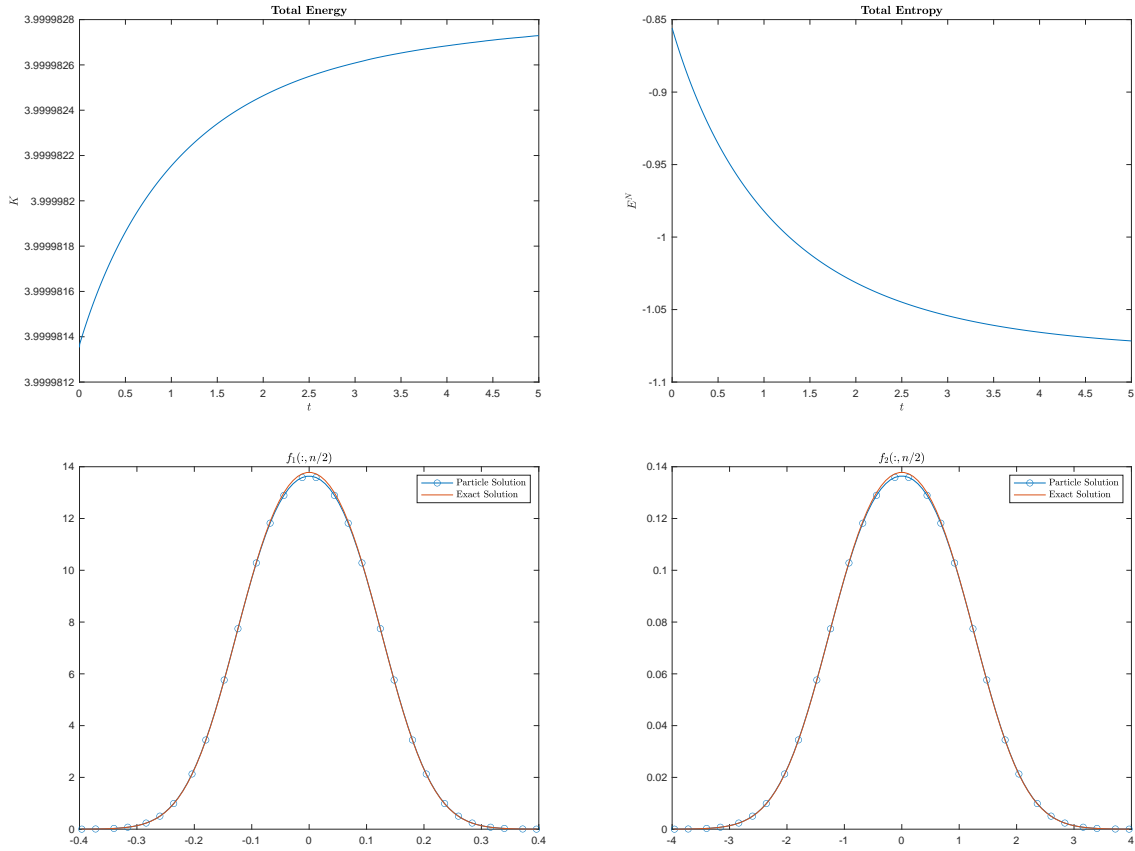 Total Energy
3.9999828
3.9999826
3.9999824
3.9999822
3.999982
3.9999818
3.9999816
3.9999814
3.9999812
K
0 0.5 1 1.5 2 2.5 3 3.5 4 4.5 5
t
Total Entropy
-0.85
-0.9
-0.95
-1
-1.05
-1.1
E^N
0 0.5 1 1.5 2 2.5 3 3.5 4 4.5 5
t
f_1(:, n/2)
14
12
10
8
6
4
2
0
Particle Solution
Exact Solution
-0.4 -0.3 -0.2 -0.1 0 0.1 0.2 0.3 0.4
f_2(:, n/2)
0.14
0.12
0.1
0.08
0.06
0.04
0.02
0
Particle Solution
Exact Solution
-4 -3 -2 -1 0 1 2 3 4